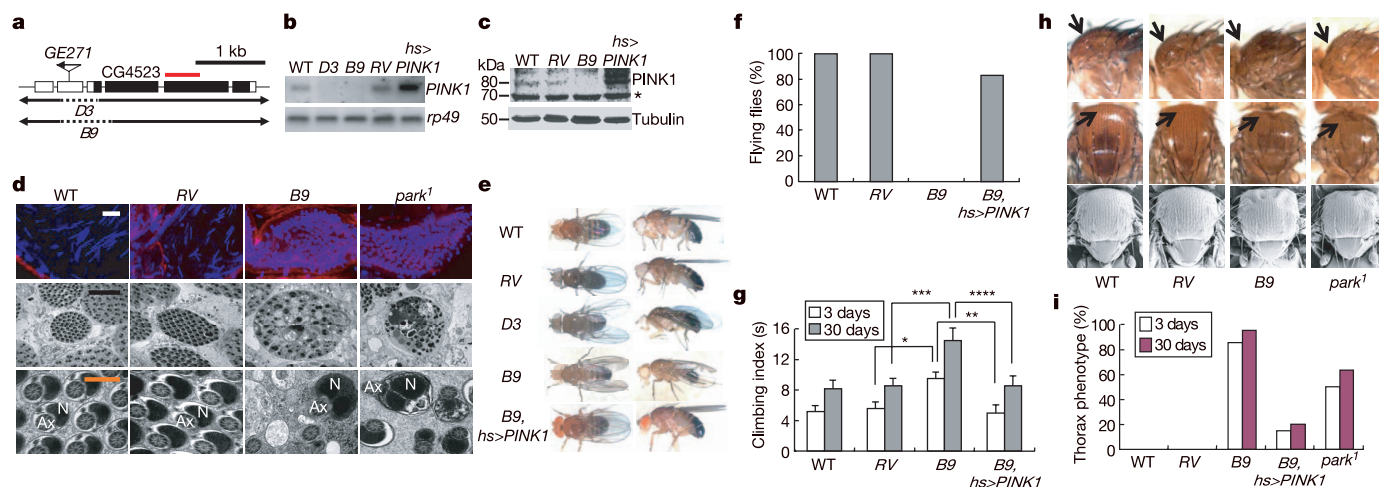 a
GE271
1 kb
CG4523
D3
B9
b
WT D3 B9 RV hs> PINK1
PINK1
rp49
c
kDa WT RV B9 hs> PINK1
80
70
50
PINK1
*
Tubulin
d
WT RV B9 park1
N
Ax
N
Ax
N
Ax
Ax N
e
WT
RV
D3
B9
B9,
hs>PINK1
f
Flying flies (%)
100
80
60
40
20
0
WT RV B9 B9,
hs>PINK1
g
3 days
30 days
*** ****
* **
Climbing index (s)
16
12
8
4
0
WT RV B9 B9,
hs>PINK1
h
WT RV B9 park1
i
3 days
30 days
Thorax phenotype (%)
100
80
60
40
20
0
WT RV B9 B9,
hs>PINK1 park1